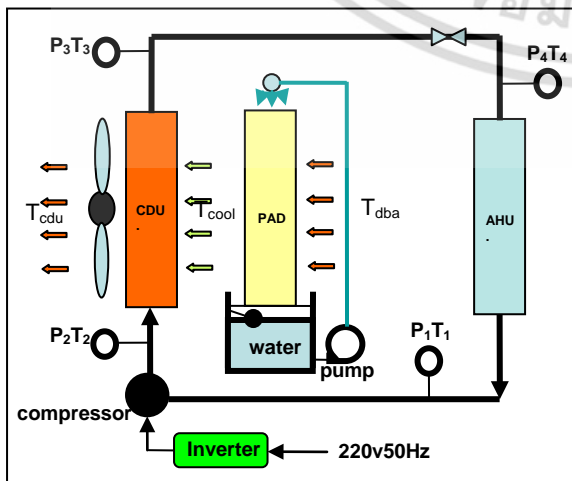 P3T3
P4T4
CDU
.
Tcool
PAD
Tdba
AHU
.
Tcdu
P2T2
water
pump
P1T1
compressor
Inverter
220v50Hz